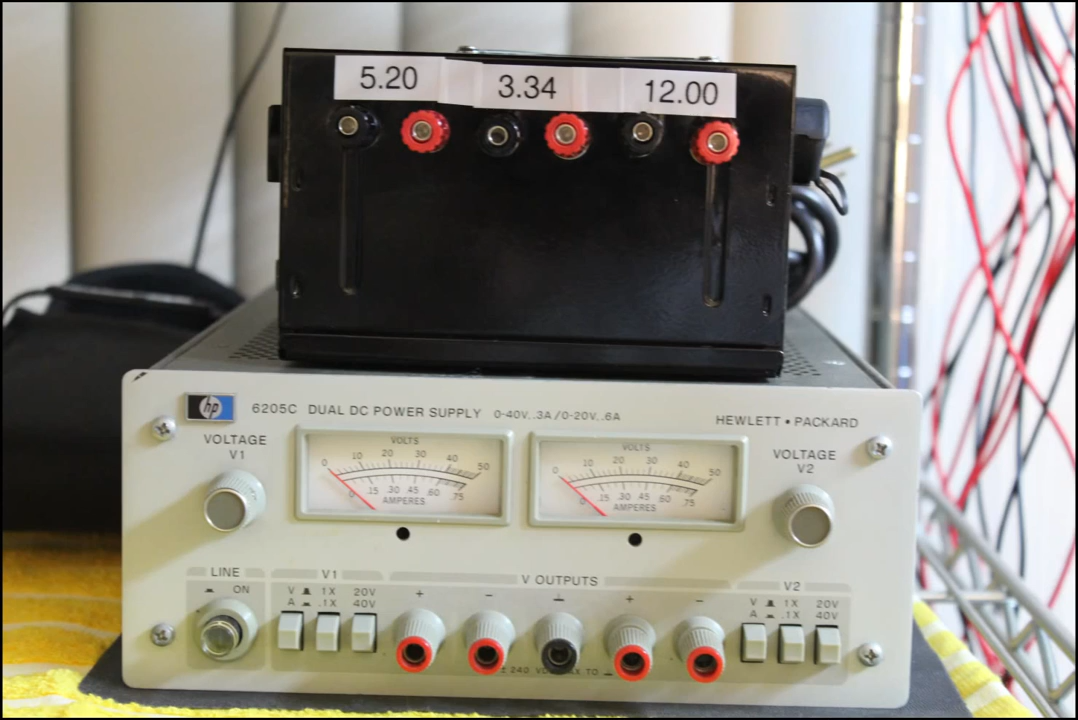 5.20 3.34 12.00
hp 6205C DUAL DC POWER SUPPLY 0-40V..3A/0-20V..6A HEWLETT • PACKARD
VOLTAGE
V1
VOLTS
0 10 20 30 40 50
0 .15 .30 .45 .60 .75
AMPERES
VOLTS
0 10 20 30 40 50
0 .15 .30 .45 .60 .75
AMPERES
VOLTAGE
V2
LINE
ON
V1
V 1X 20V
A .1X 40V
V OUTPUTS
+ − + −
V2
V 1X 20V
A .1X 40V
± 240 TO